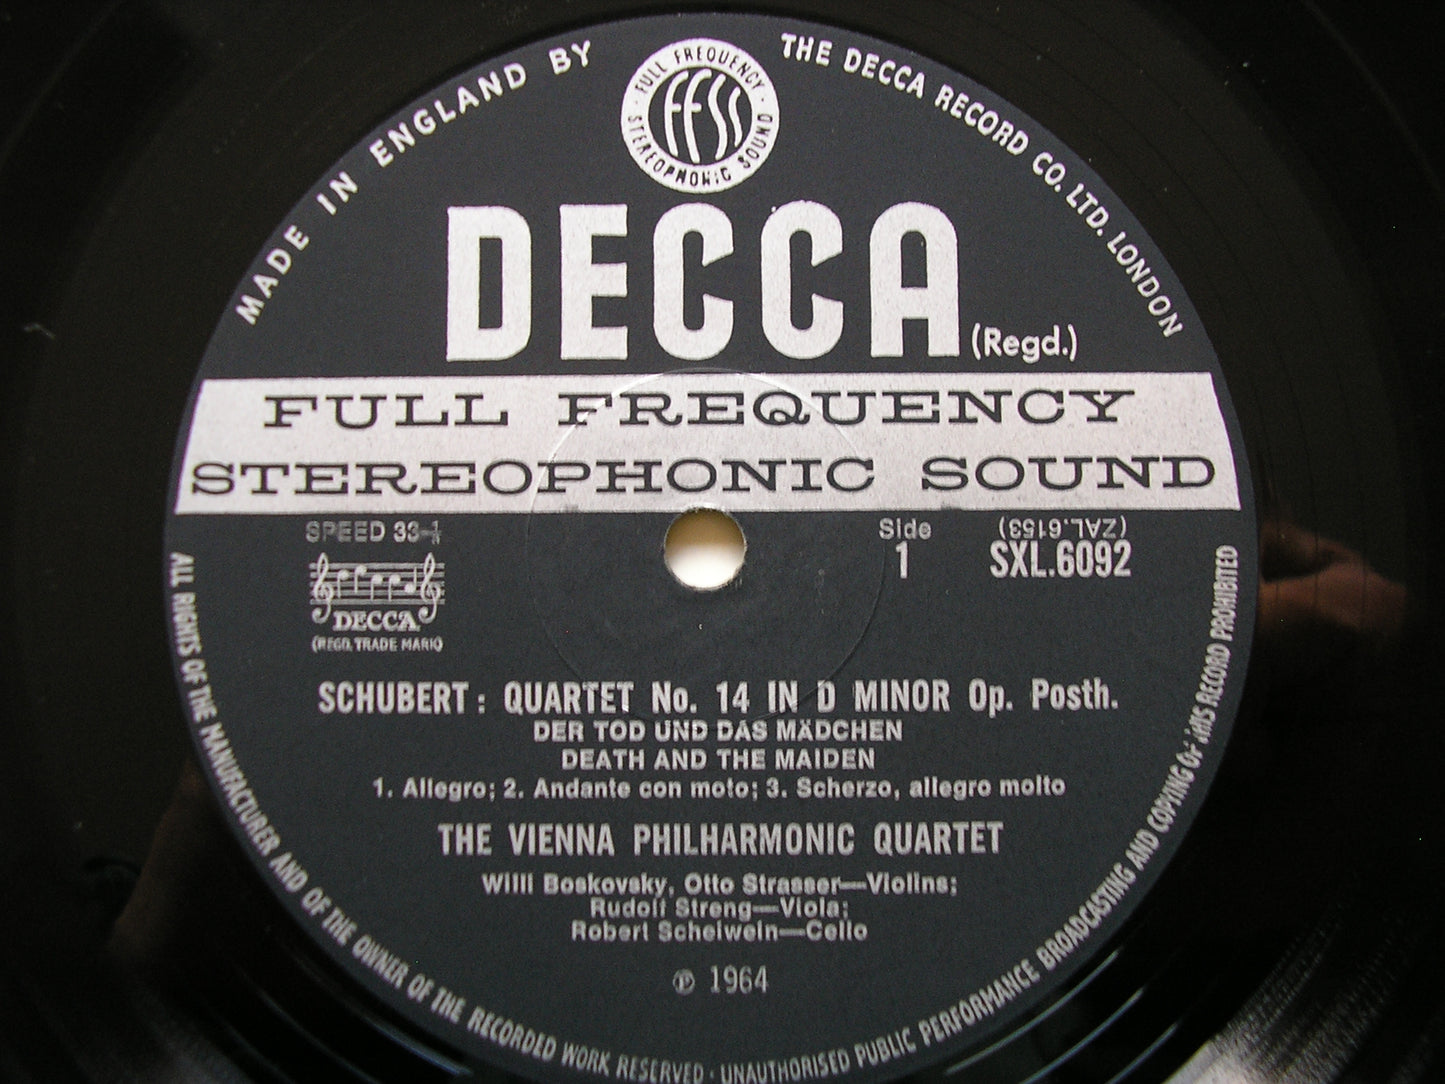 MADE IN ENGLAND BY
THE DECCA RECORD CO. LTD. LONDON
FULL FREQUENCY
FFSS
STEREOPHONIC SOUND
DECCA
(Regd.)
FULL FREQUENCY
STEREOPHONIC SOUND
SPEED 33⅓
DECCA
(REGD. TRADE MARK)
Side
1
(ZAL.6153)
SXL.6092
SCHUBERT: QUARTET No. 14 IN D MINOR Op. Posth.
DER TOD UND DAS MÄDCHEN
DEATH AND THE MAIDEN
1. Allegro; 2. Andante con moto; 3. Scherzo, allegro molto
THE VIENNA PHILHARMONIC QUARTET
Willi Boskovsky, Otto Strasser—Violins;
Rudolf Streng—Viola;
Robert Scheiwein—Cello
℗ 1964
ALL RIGHTS OF THE MANUFACTURER AND OF THE OWNER OF THE RECORDED WORK RESERVED · UNAUTHORISED PUBLIC PERFORMANCE BROADCASTING AND COPYING OF THIS RECORD PROHIBITED